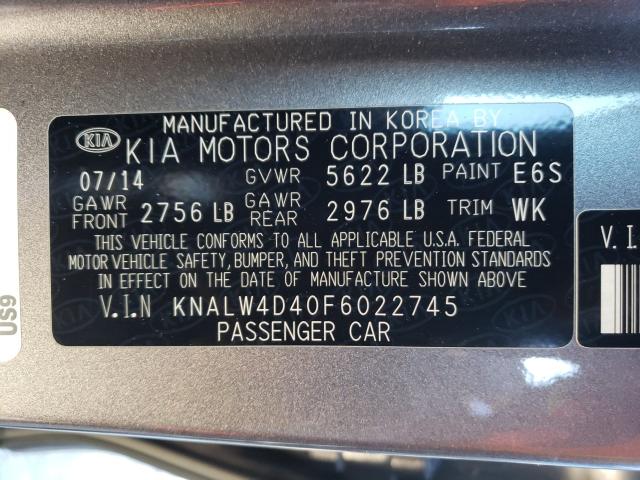 MANUFACTURED IN KOREA BY
KIA KIA MOTORS CORPORATION
07/14 GVWR 5622 LB PAINT E6S
GAWR FRONT 2756 LB GAWR REAR 2976 LB TRIM WK
THIS VEHICLE CONFORMS TO ALL APPLICABLE U.S.A. FEDERAL
MOTOR VEHICLE SAFETY, BUMPER, AND THEFT PREVENTION STANDARDS
IN EFFECT ON THE DATE OF MANUFACTURE SHOWN ABOVE
V.I.N KNALW4D40F6022745
PASSENGER CAR
US9
V.I